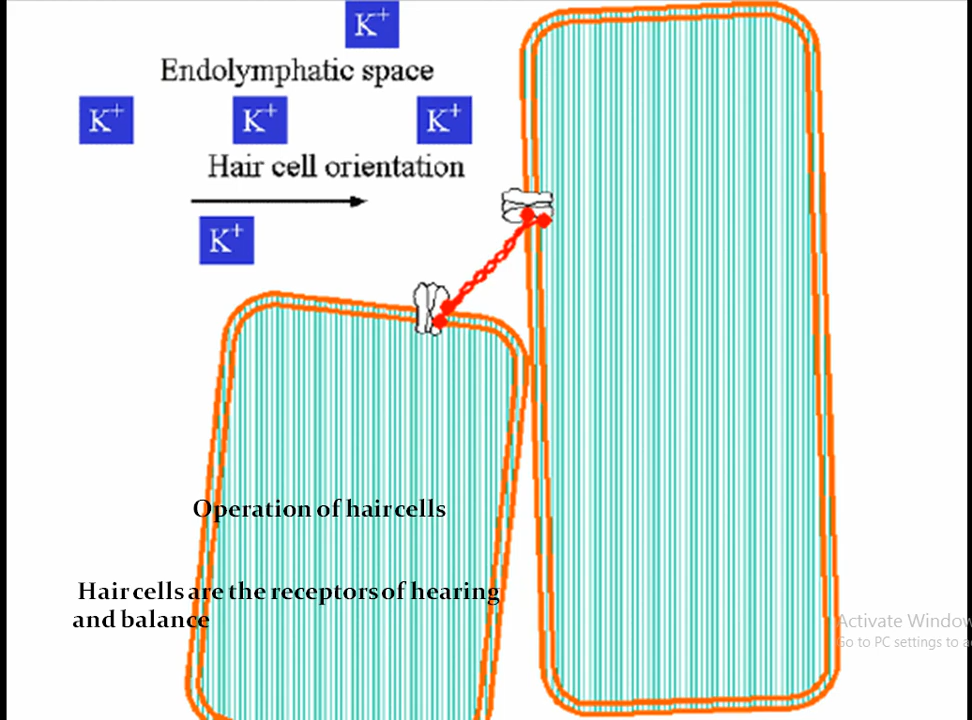 K⁺
Endolymphatic space
K⁺ K⁺ K⁺
Hair cell orientation
K⁺
Operation of hair cells
Hair cells are the receptors of hearing
and balance
Activate Window
Go to PC settings to a